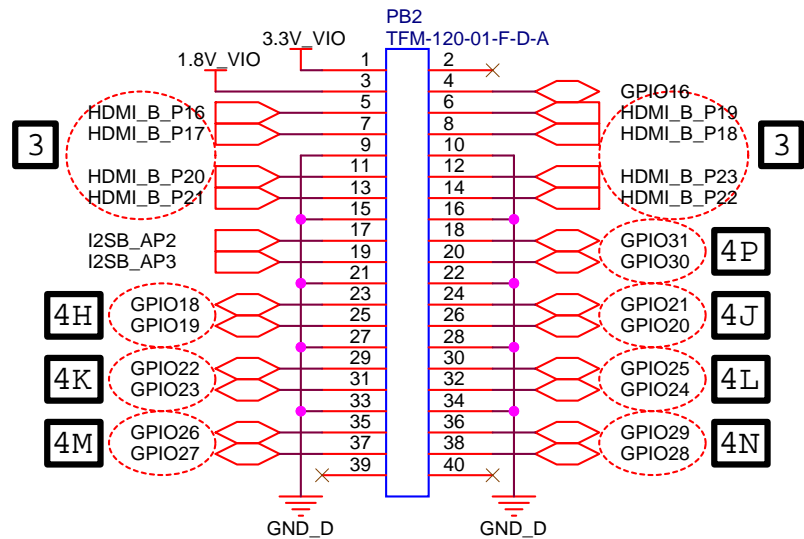 PB2
TFM-120-01-F-D-A
3.3V_VIO
1.8V_VIO
1 2
3 4 GPIO16
HDMI_B_P16 5 6 HDMI_B_P19
HDMI_B_P17 7 8 HDMI_B_P18
3 9 10 3
HDMI_B_P20 11 12 HDMI_B_P23
HDMI_B_P21 13 14 HDMI_B_P22
15 16
I2SB_AP2 17 18 GPIO31
I2SB_AP3 19 20 GPIO30 4P
21 22
4H GPIO18 23 24 GPIO21 4J
GPIO19 25 26 GPIO20
27 28
4K GPIO22 29 30 GPIO25 4L
GPIO23 31 32 GPIO24
33 34
4M GPIO26 35 36 GPIO29 4N
GPIO27 37 38 GPIO28
39 40
GND_D GND_D